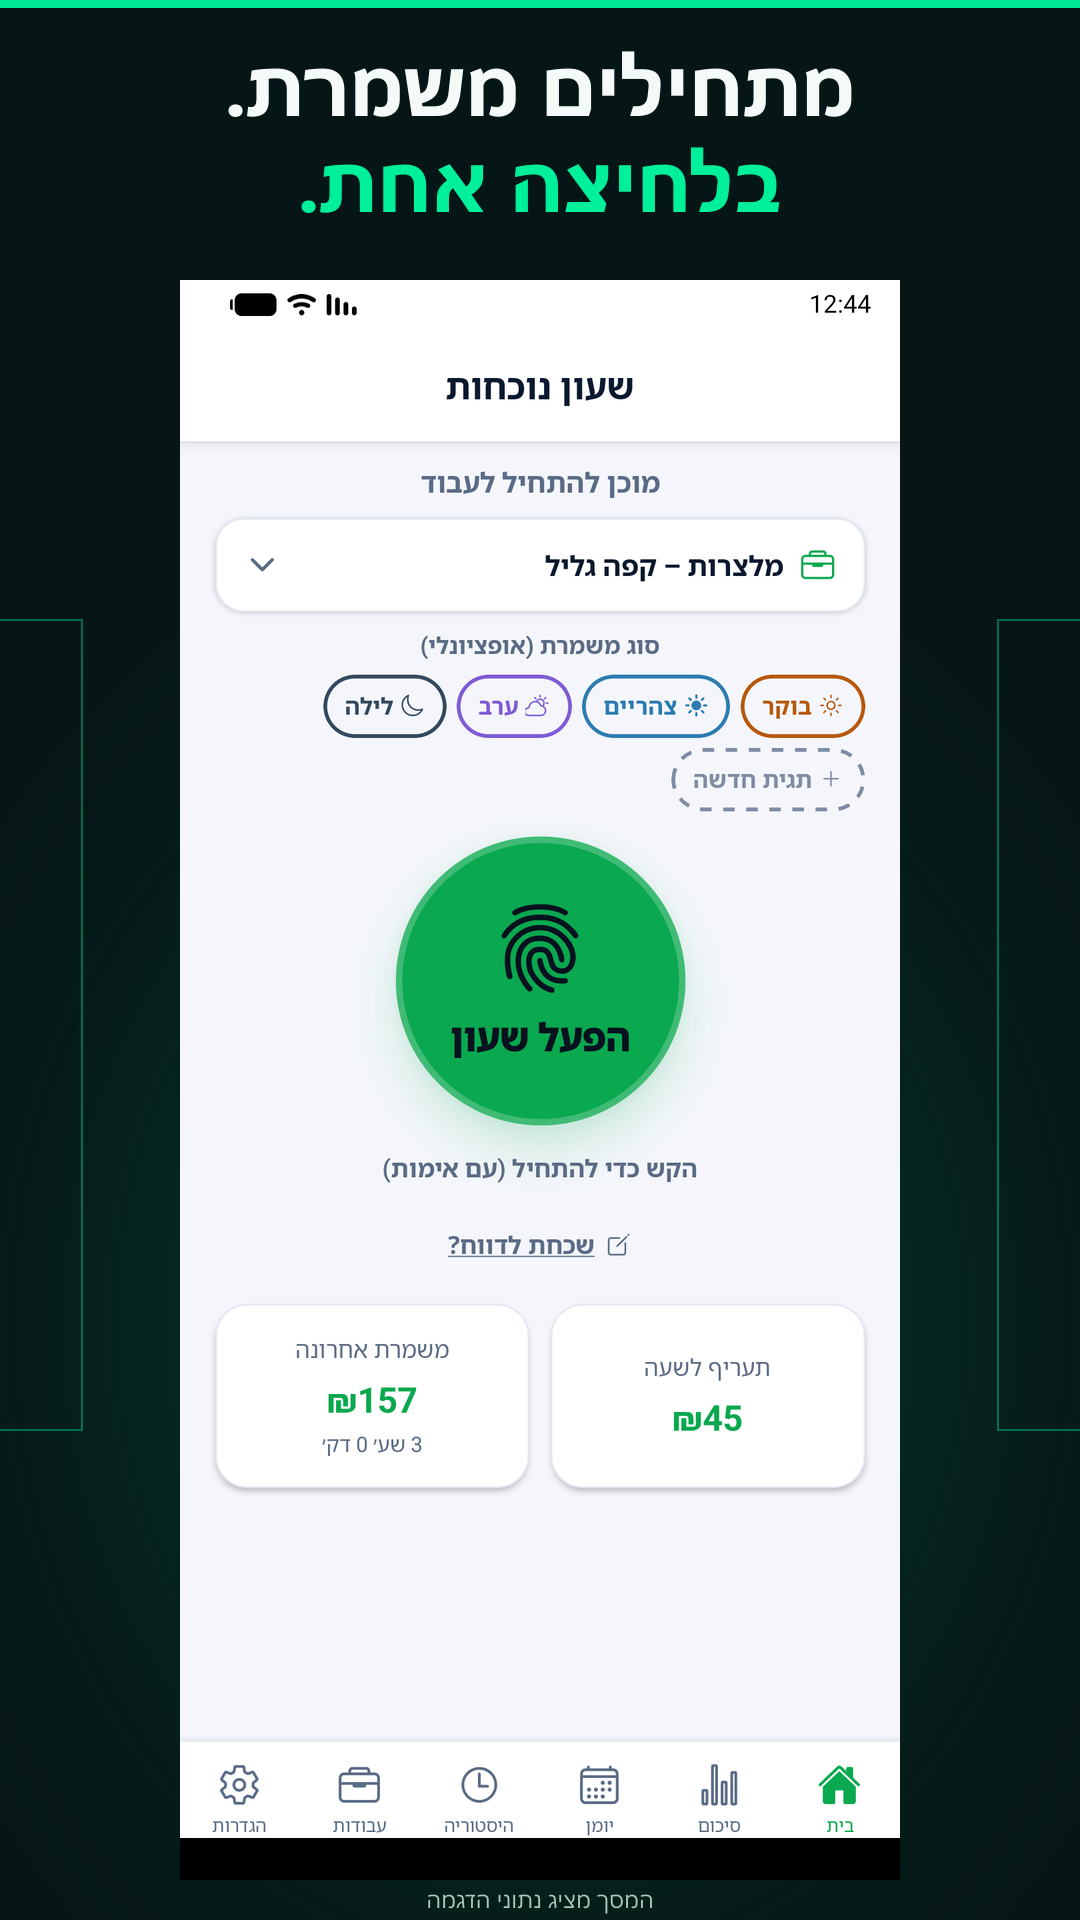 מתחילים משמרת.
בלחיצה אחת.
12:44
שעון נוכחות
מוכן להתחיל לעבוד
מלצרות – קפה גליל
סוג משמרת (אופציונלי)
בוקר
צהריים
ערב
לילה
+ תגית חדשה
הפעל שעון
הקש כדי להתחיל (עם אימות)
שכחת לדווח?
תעריף לשעה
₪45
משמרת אחרונה
₪157
3 שע׳ 0 דק׳
בית
סיכום
יומן
היסטוריה
עבודות
הגדרות
המסך מציג נתוני הדגמה